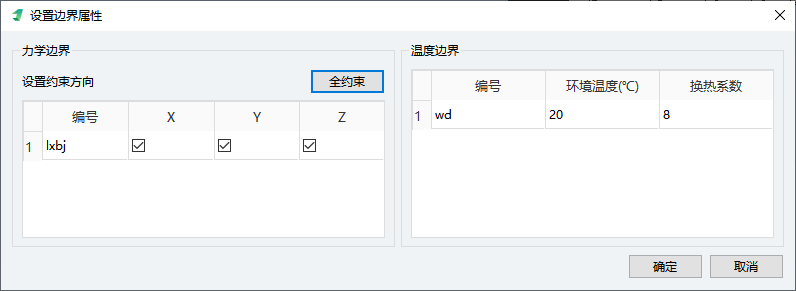 设置边界属性
力学边界
设置约束方向 全约束
编号 X Y Z
1 lxbj
温度边界
编号 环境温度(℃) 换热系数
1 wd 20 8
确定 取消